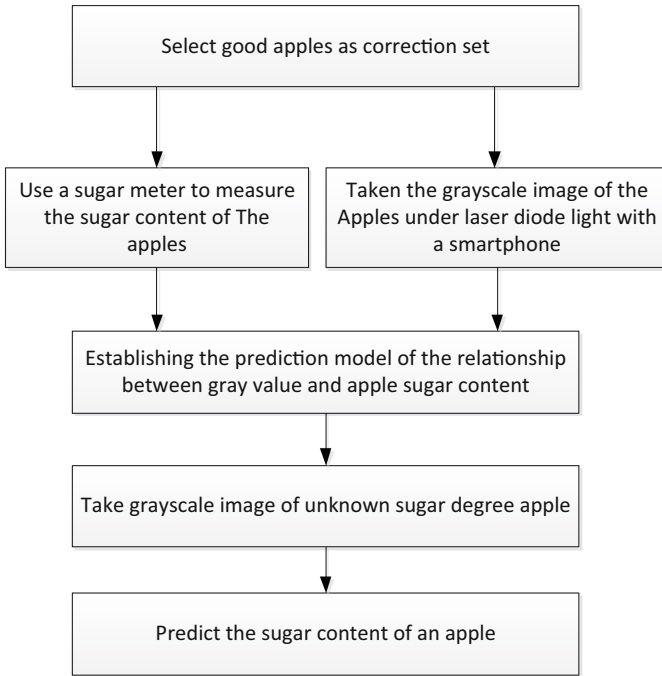 Select good apples as correction set
Use a sugar meter to measure
the sugar content of The
apples
Taken the grayscale image of the
Apples under laser diode light with
a smartphone
Establishing the prediction model of the relationship
between gray value and apple sugar content
Take grayscale image of unknown sugar degree apple
Predict the sugar content of an apple